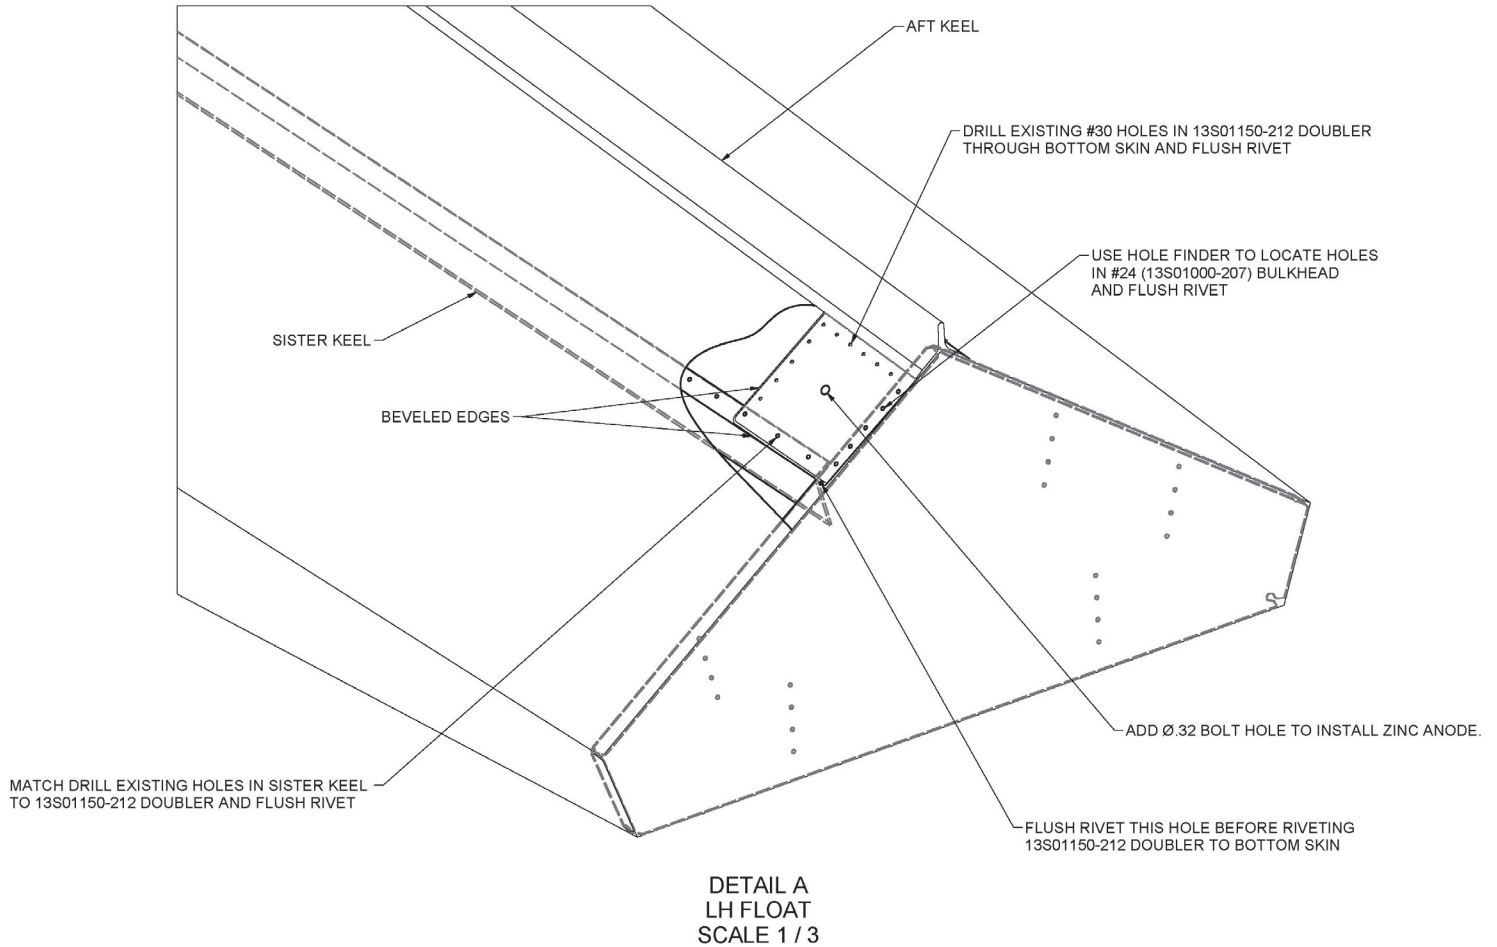 AFT KEEL
DRILL EXISTING #30 HOLES IN 13S01150-212 DOUBLER
THROUGH BOTTOM SKIN AND FLUSH RIVET
USE HOLE FINDER TO LOCATE HOLES
IN #24 (13S01000-207) BULKHEAD
AND FLUSH RIVET
SISTER KEEL
BEVELED EDGES
ADD Ø.32 BOLT HOLE TO INSTALL ZINC ANODE.
MATCH DRILL EXISTING HOLES IN SISTER KEEL
TO 13S01150-212 DOUBLER AND FLUSH RIVET
FLUSH RIVET THIS HOLE BEFORE RIVETING
13S01150-212 DOUBLER TO BOTTOM SKIN
DETAIL A
LH FLOAT
SCALE 1 / 3